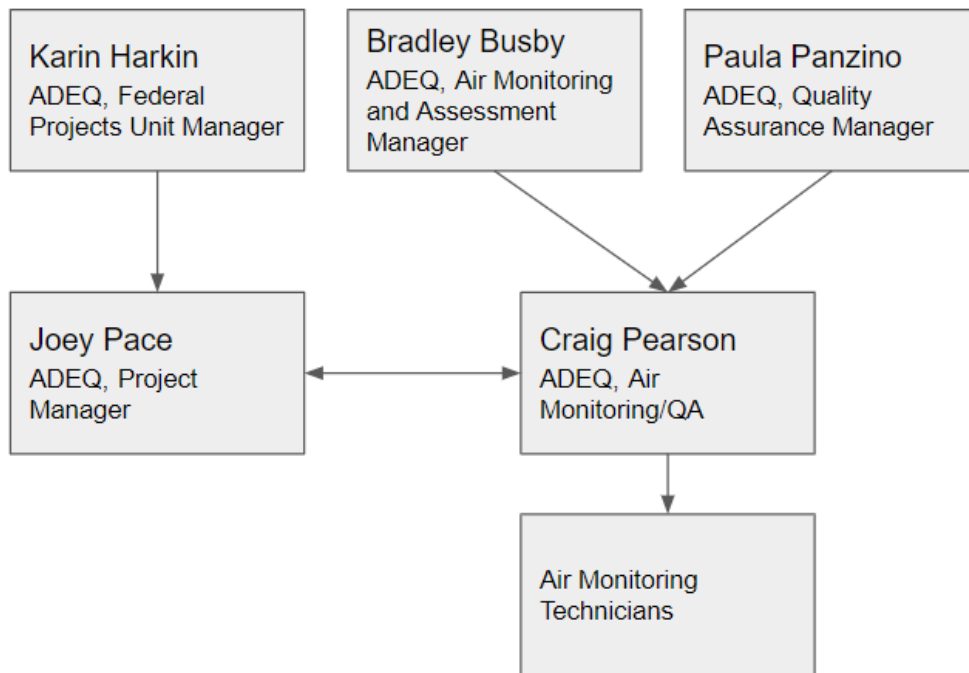 Karin Harkin
ADEQ, Federal
Projects Unit Manager
Bradley Busby
ADEQ, Air Monitoring
and Assessment
Manager
Paula Panzino
ADEQ, Quality
Assurance Manager
Joey Pace
ADEQ, Project
Manager
Craig Pearson
ADEQ, Air
Monitoring/QA
Air Monitoring
Technicians